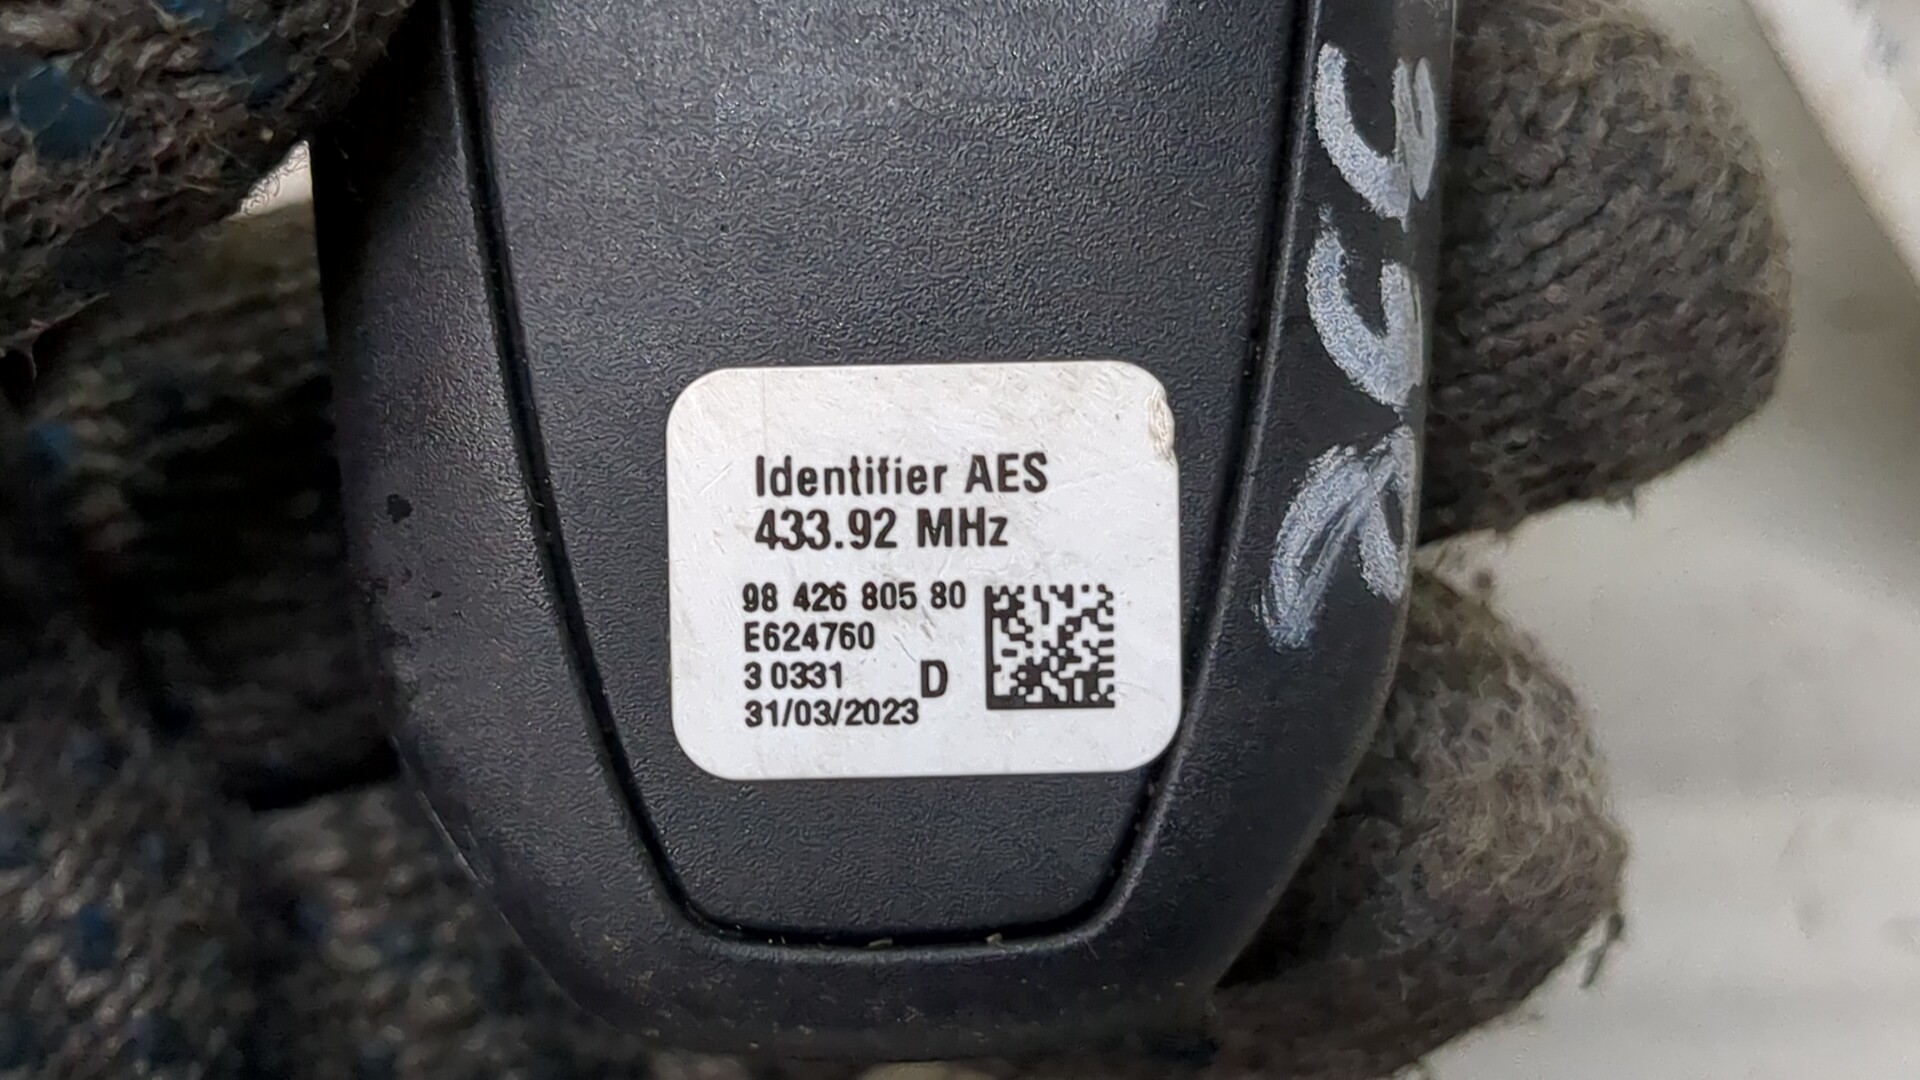 Identifier AES
433.92 MHz
98 426 805 80
E624760
3 0331 D
31/03/2023